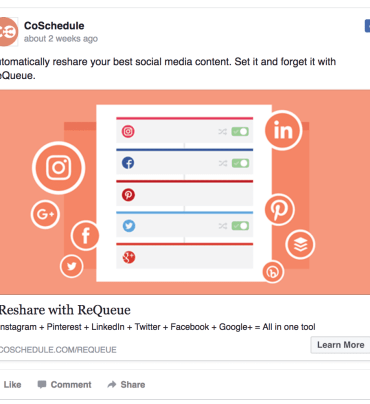 CoSchedule
about 2 weeks ago
utomatically reshare your best social media content. Set it and forget it with
eQueue.
Reshare with ReQueue
nstagram + Pinterest + LinkedIn + Twitter + Facebook + Google+ = All in one tool
COSCHEDULE.COM/REQUEUE
Learn More
Like Comment Share